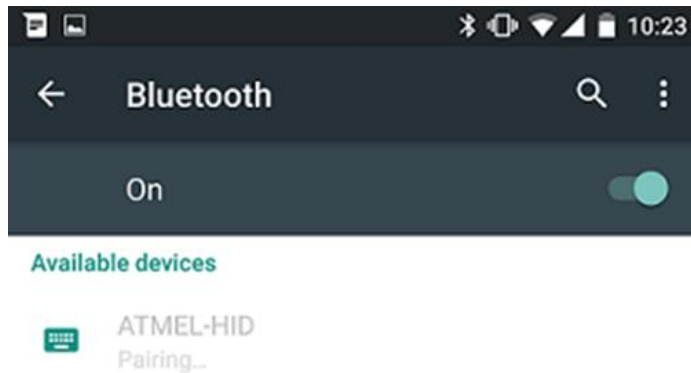 10:23
Bluetooth
On
Available devices
ATMEL-HID
Pairing...